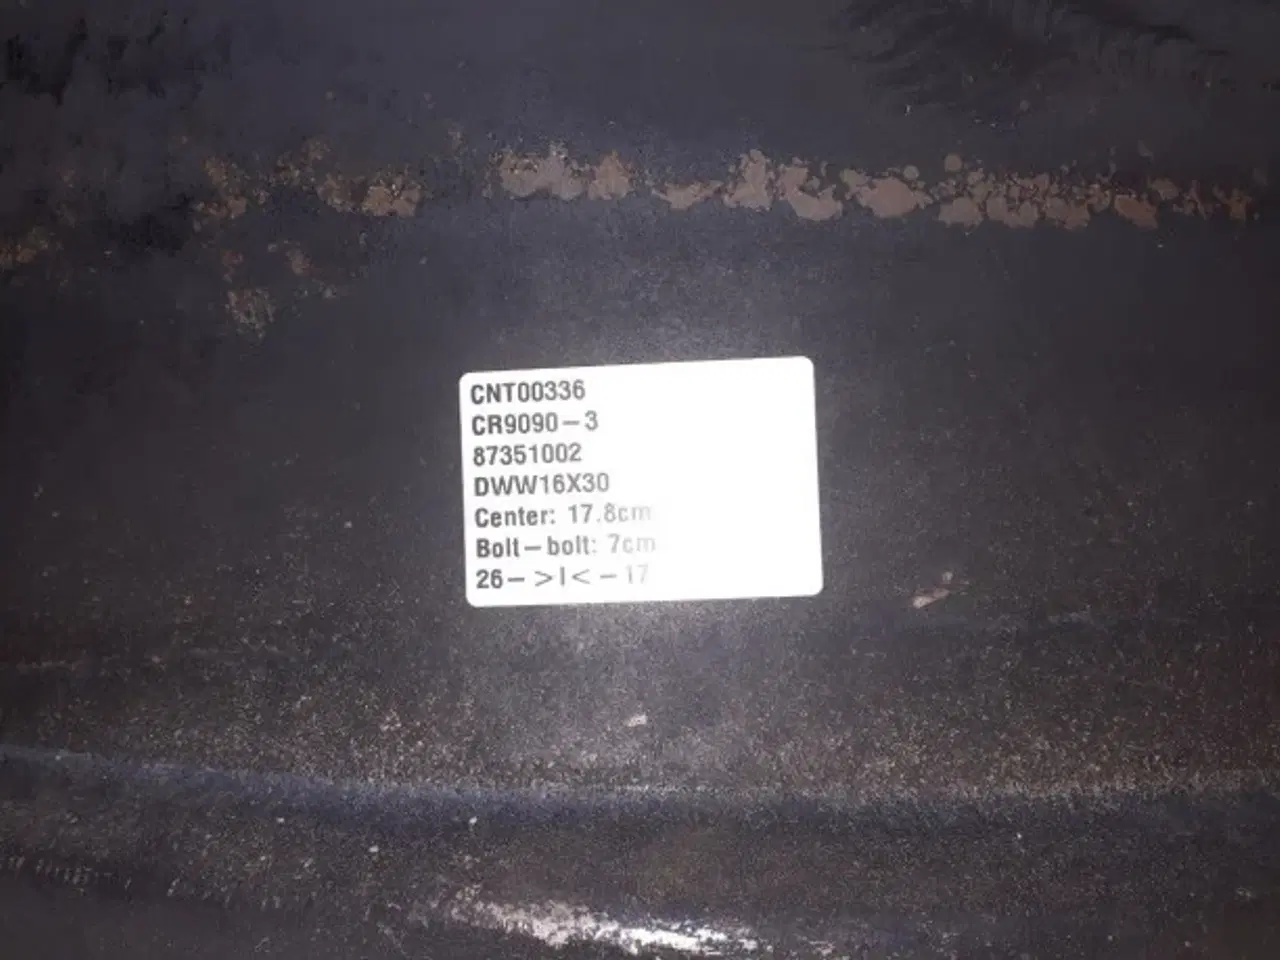 CNT00336
CR9090-3
87351002
DWW16X30
Center: 17.8cm
Bolt-bolt: 7cm
26->I<-17